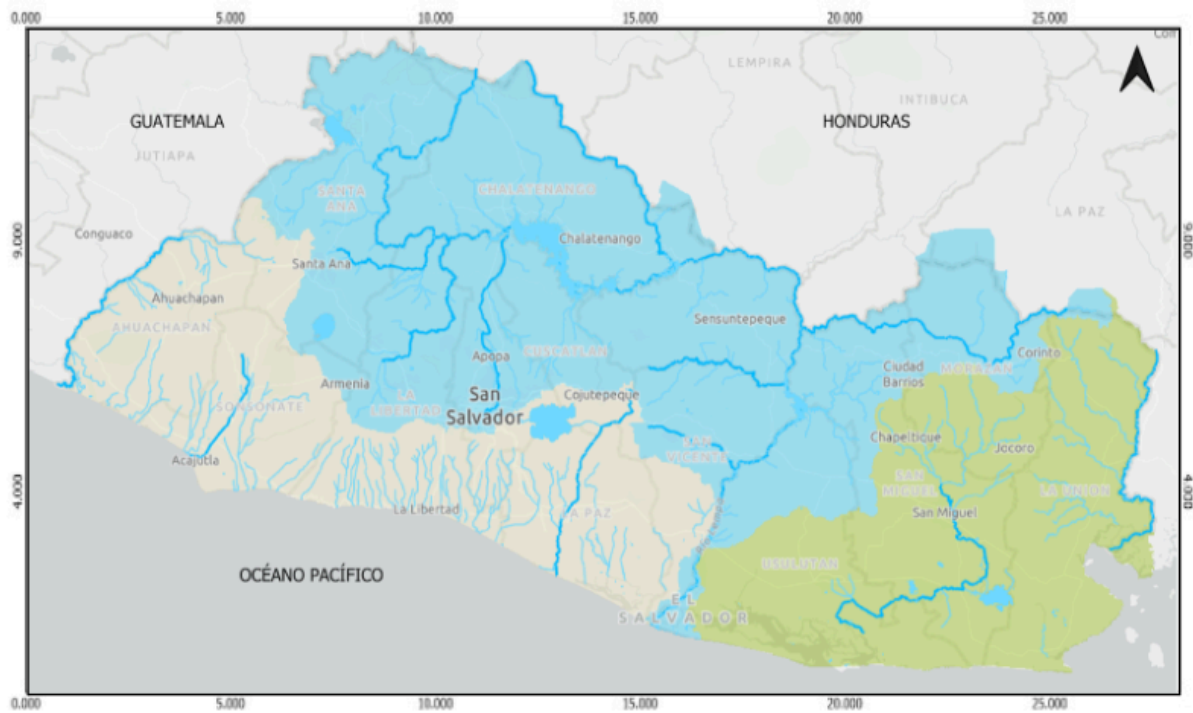 0.000 5.000 10.000 15.000 20.000 25.000
Com
LEMPIRA
INTIBUCA
GUATEMALA
HONDURAS
JUTIAPA
SANTA
ANA
CHALATENANGO
LA PAZ
Conguaco
Chalatenango
9.000
9.000
Santa Ana
Ahuachapan
AHUACHAPAN
Sensuntepeque
Apopa
CUSCATLAN
Corinto
Ciudad
Barrios
MORAZAN
Armenia
LA
LIBERTAD
San
Salvador
Cojutepeque
SONSONATE
Chapeltique
Jocoro
SAN
VICENTE
Acajutla
SAN
MIGUEL
LA UNION
4.000
4.000
La Libertad
LA PAZ
San Miguel
OCÉANO PACÍFICO
USULUTAN
EL
SALVADOR
0.000 5.000 10.000 15.000 20.000 25.000